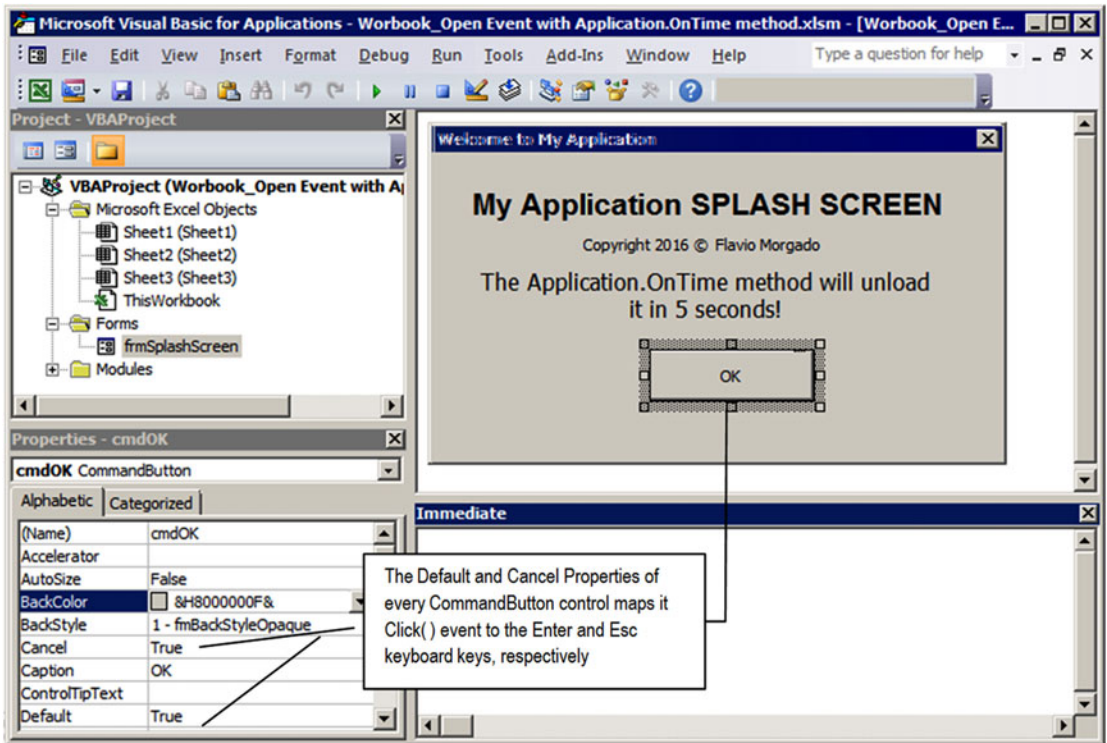 Microsoft Visual Basic for Applications - Worbook_Open Event with Application.OnTime method.xlsm - [Worbook_Open E...
File Edit View Insert Format Debug Run Tools Add-Ins Window Help Type a question for help
Project - VBAProject
VBAProject (Worbook_Open Event with A
Microsoft Excel Objects
Sheet1 (Sheet1)
Sheet2 (Sheet2)
Sheet3 (Sheet3)
ThisWorkbook
Forms
frmSplashScreen
Modules
Welcome to My Application
My Application SPLASH SCREEN
Copyright 2016 © Flavio Morgado
The Application.OnTime method will unload
it in 5 seconds!
OK
Properties - cmdOK
cmdOK CommandButton
Alphabetic Categorized
(Name) cmdOK
Accelerator
AutoSize False
BackColor &H8000000F&
BackStyle 1 - fmBackStyleOpaque
Cancel True
Caption OK
ControlTipText
Default True
Immediate
The Default and Cancel Properties of
every CommandButton control maps it
Click( ) event to the Enter and Esc
keyboard keys, respectively